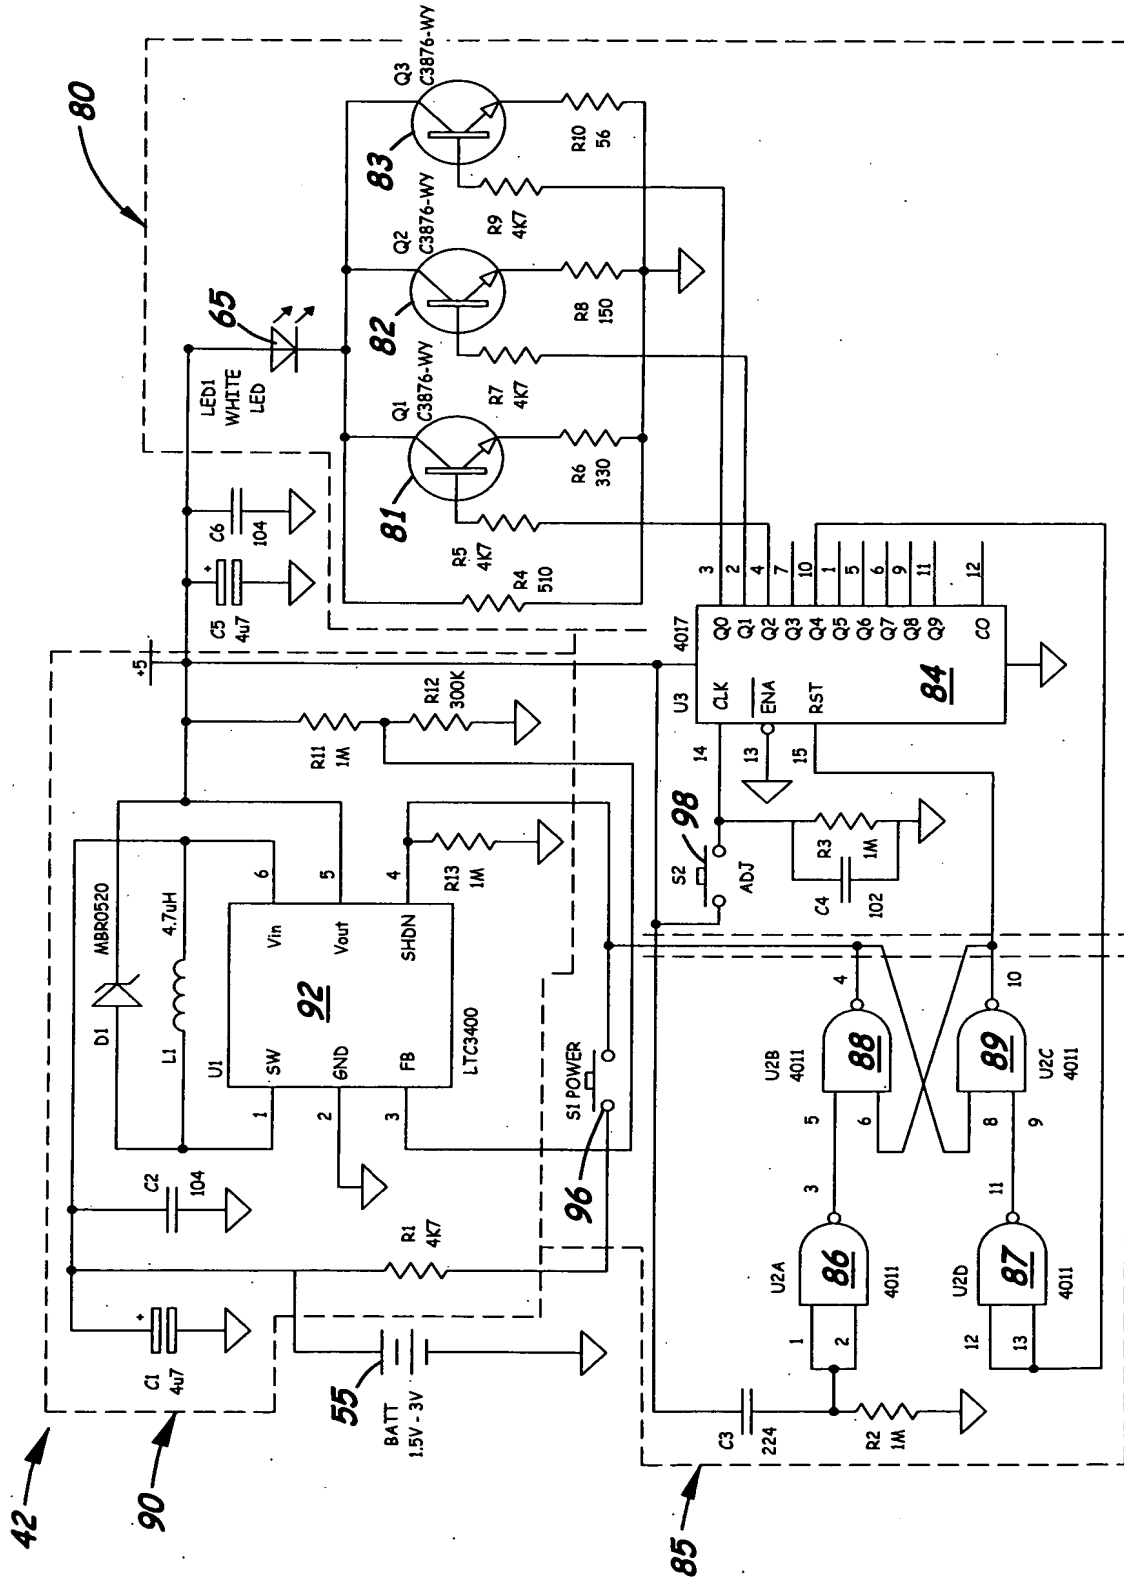 42
90
80
85
+5
D1
MBR0520
L1
4.7uH
U1
SW
Vin
1
6
92
GND
Vout
2
5
FB
SHDN
3
4
LTC3400
C1
4u7
+
C2
104
R1
4K7
R13
1M
R11
1M
R12
300K
C5
4u7
+
C6
104
LED1
WHITE
LED
65
55
BATT
1.5V - 3V
S1 POWER
96
R4
510
81
Q1
C3876-WY
R5
4K7
R6
330
82
Q2
C3876-WY
R7
4K7
R8
150
83
Q3
C3876-WY
R9
4K7
R10
56
S2
98
ADJ
C4
102
R3
1M
U3
4017
14
CLK
13
ENA
15
RST
84
Q0
3
Q1
2
Q2
4
Q3
7
Q4
10
Q5
1
Q6
5
Q7
6
Q8
9
Q9
11
CO
12
C3
224
R2
1M
U2A
4011
86
1
2
3
U2B
4011
88
5
6
4
U2D
4011
87
12
13
11
U2C
4011
89
8
9
10